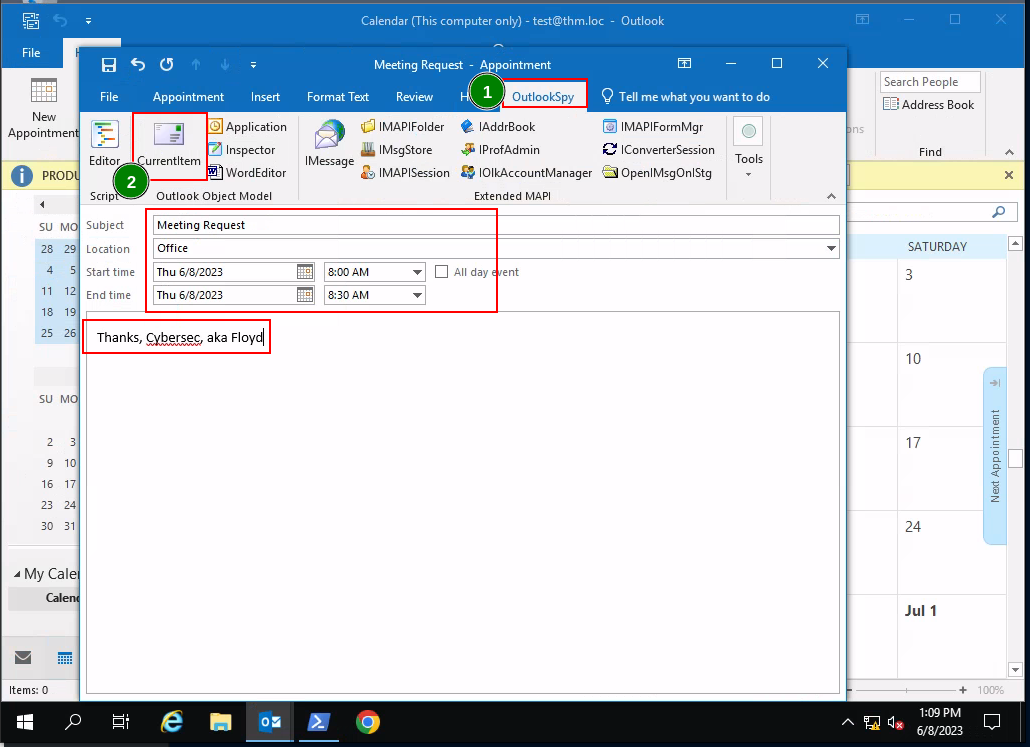 Calendar (This computer only) - test@thm.loc - Outlook
File
Meeting Request - Appointment
File Appointment Insert Format Text Review H 1 OutlookSpy Tell me what you want to do
New
Appointment
Search People
Address Book
ons
Find
Application IMAPIFolder IAddrBook IMAPIFormMgr
Inspector IMsgStore IProfAdmin IConverterSession
Editor CurrentItem WordEditor IMessage IMAPISession IOlkAccountManager OpenIMsgOnIStg Tools
2
Script Outlook Object Model Extended MAPI
PRODU
Subject Meeting Request
Location Office
Start time Thu 6/8/2023 8:00 AM All day event
End time Thu 6/8/2023 8:30 AM
Thanks, Cybersec, aka Floyd
SU MO
28 29
4 5
11 12
18 19
25 26
SU MO
2 3
9 10
16 17
23 24
30 31
My Caler
Calend
SATURDAY
3
10
17
24
Jul 1
Next Appointment
Items: 0
100%
1:09 PM
6/8/2023